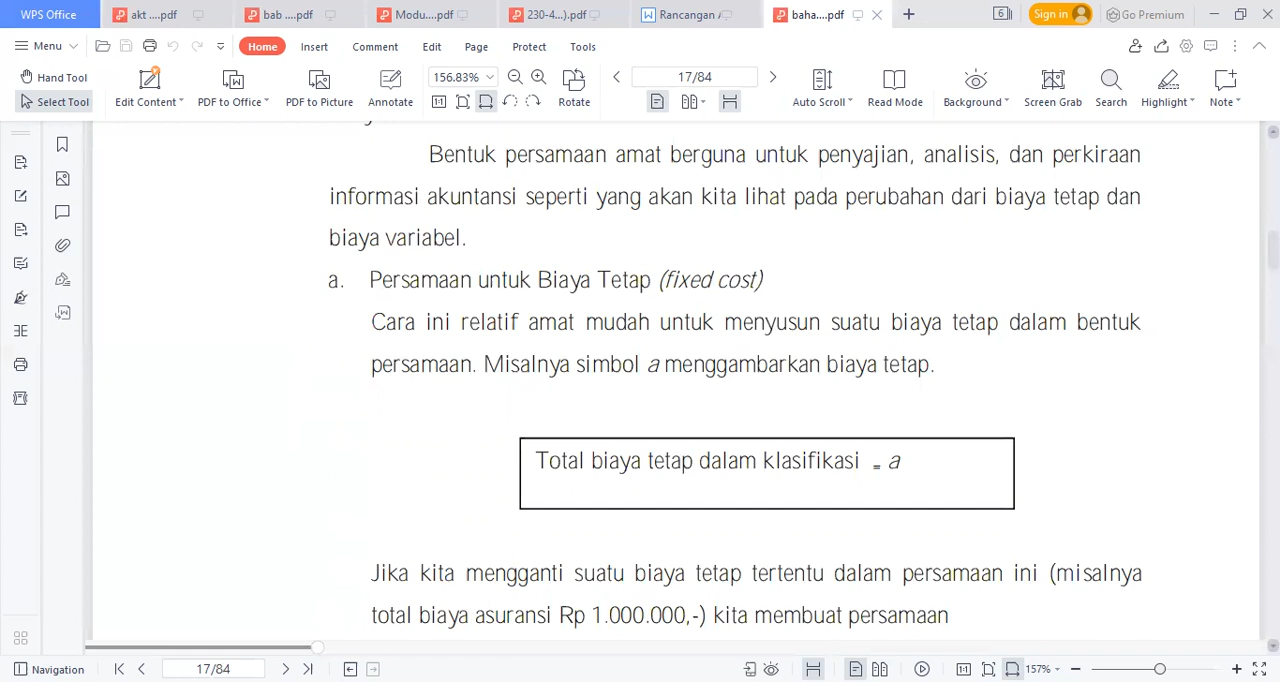 WPS Office
akt ....pdf
bab ....pdf
Modu....pdf
230-4...).pdf
Rancangan
baha....pdf
6
Sign in
Go Premium
Menu
Home
Insert
Comment
Edit
Page
Protect
Tools
Hand Tool
Select Tool
Edit Content
PDF to Office
PDF to Picture
Annotate
156.83%
Rotate
17/84
Auto Scroll
Read Mode
Background
Screen Grab
Search
Highlight
Note
Bentuk persamaan amat berguna untuk penyajian, analisis, dan perkiraan
informasi akuntansi seperti yang akan kita lihat pada perubahan dari biaya tetap dan
biaya variabel.
a. Persamaan untuk Biaya Tetap (fixed cost)
Cara ini relatif amat mudah untuk menyusun suatu biaya tetap dalam bentuk
persamaan. Misalnya simbol a menggambarkan biaya tetap.
Total biaya tetap dalam klasifikasi = a
Jika kita mengganti suatu biaya tetap tertentu dalam persamaan ini (misalnya
total biaya asuransi Rp 1.000.000,-) kita membuat persamaan
Navigation
17/84
157%